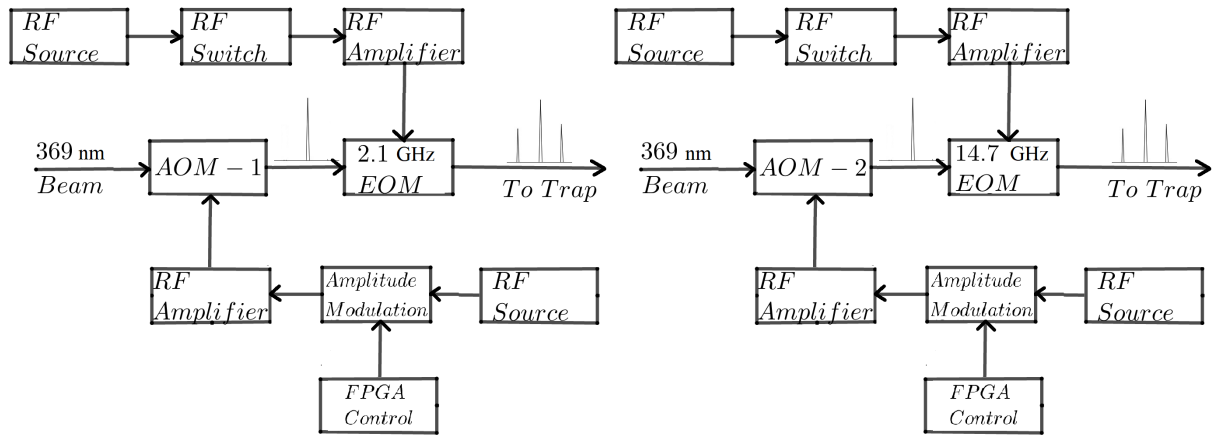 RF
Source
RF
Switch
RF
Amplifier
369 nm
Beam
AOM − 1
2.1 GHz
EOM
To Trap
RF
Amplifier
Amplitude
Modulation
RF
Source
FPGA
Control
RF
Source
RF
Switch
RF
Amplifier
369 nm
Beam
AOM − 2
14.7 GHz
EOM
To Trap
RF
Amplifier
Amplitude
Modulation
RF
Source
FPGA
Control